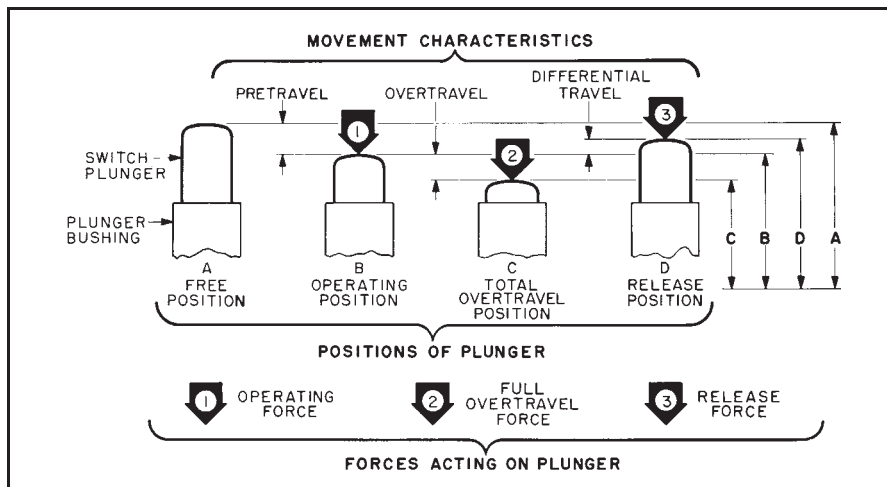 MOVEMENT CHARACTERISTICS
PRETRAVEL
OVERTRAVEL
DIFFERENTIAL
TRAVEL
1
2
3
SWITCH-
PLUNGER
PLUNGER
BUSHING
A
FREE
POSITION
B
OPERATING
POSITION
C
TOTAL
OVERTRAVEL
POSITION
D
RELEASE
POSITION
C
B
D
A
POSITIONS OF PLUNGER
1 OPERATING
FORCE
2 FULL
OVERTRAVEL
FORCE
3 RELEASE
FORCE
FORCES ACTING ON PLUNGER